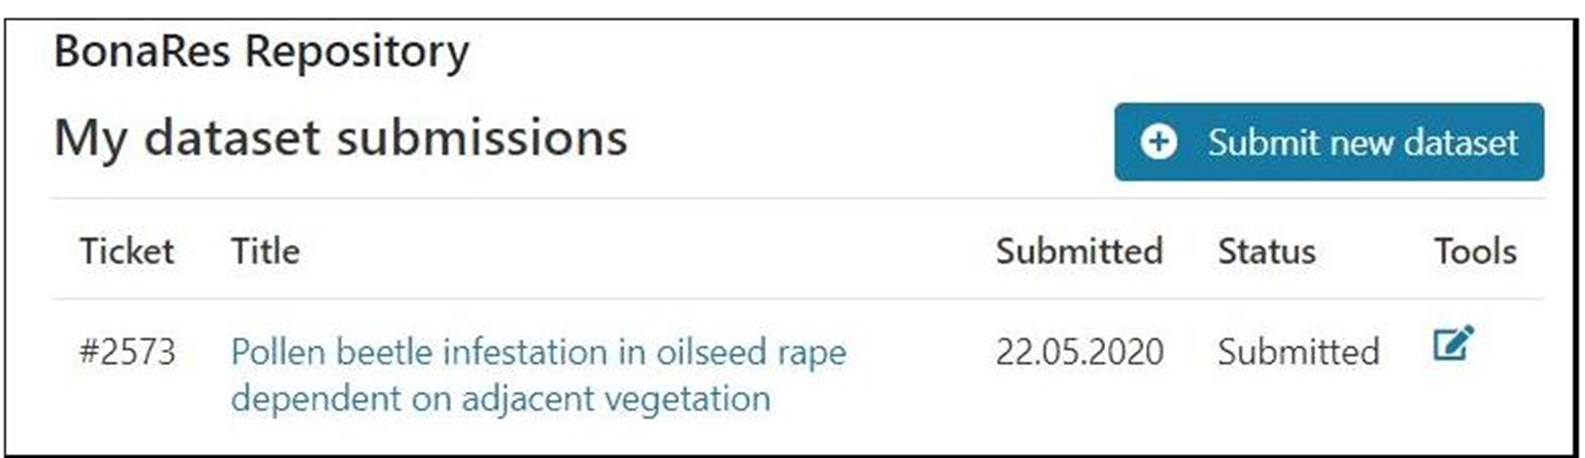 BonaRes Repository
My dataset submissions
Submit new dataset
Ticket Title Submitted Status Tools
#2573 Pollen beetle infestation in oilseed rape 22.05.2020 Submitted
dependent on adjacent vegetation